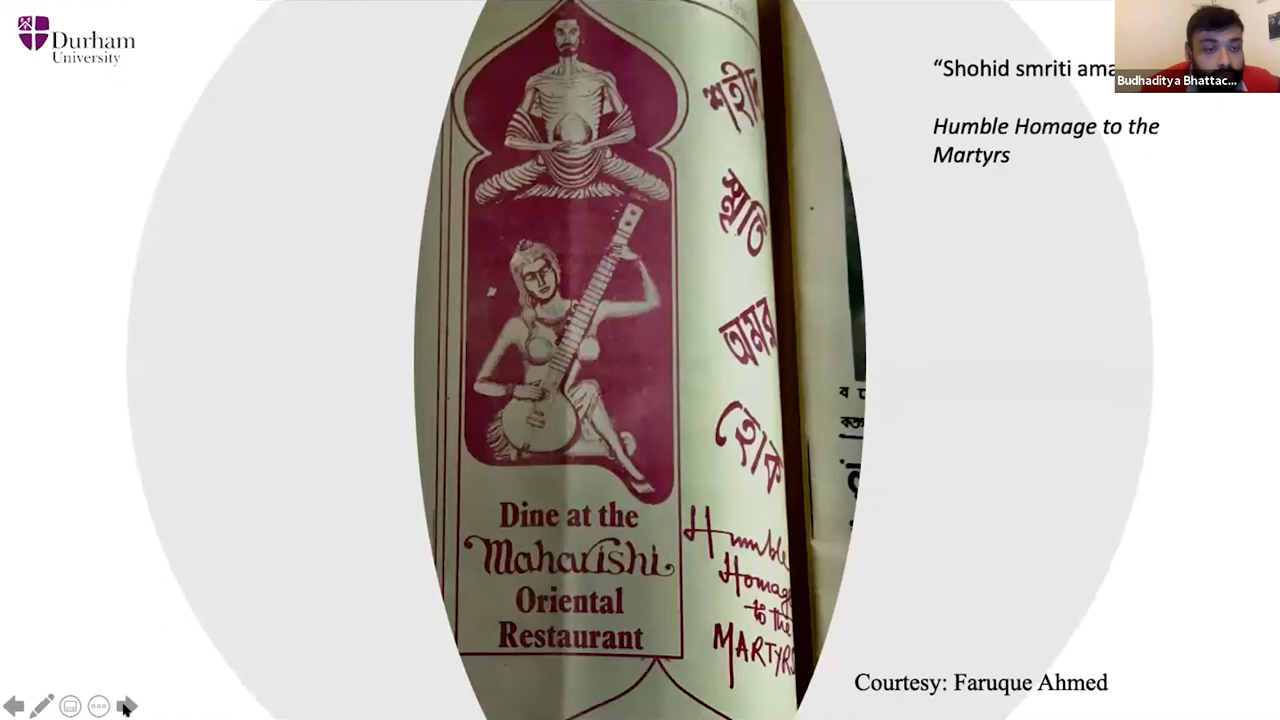 Durham
University
“Shohid smriti ama
Budhaditya Bhattac...
Humble Homage to the
Martyrs
শহীদ
স্মৃতি
অমর
হোক
Humble
Homage
to the
MARTYRS
Dine at the
Maharishi
Oriental
Restaurant
Courtesy: Faruque Ahmed